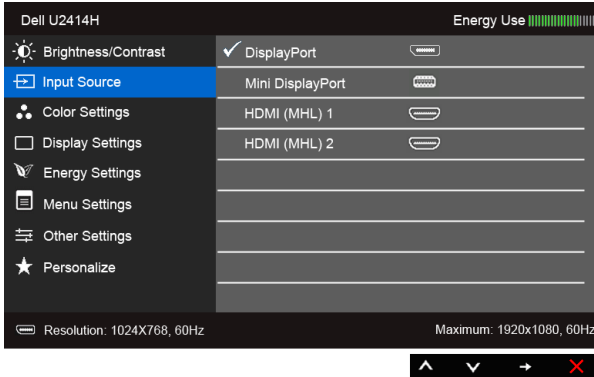 Dell U2414H Energy Use
Brightness/Contrast DisplayPort
Input Source Mini DisplayPort
Color Settings HDMI (MHL) 1
Display Settings HDMI (MHL) 2
Energy Settings
Menu Settings
Other Settings
Personalize
Resolution: 1024X768, 60Hz Maximum: 1920x1080, 60Hz